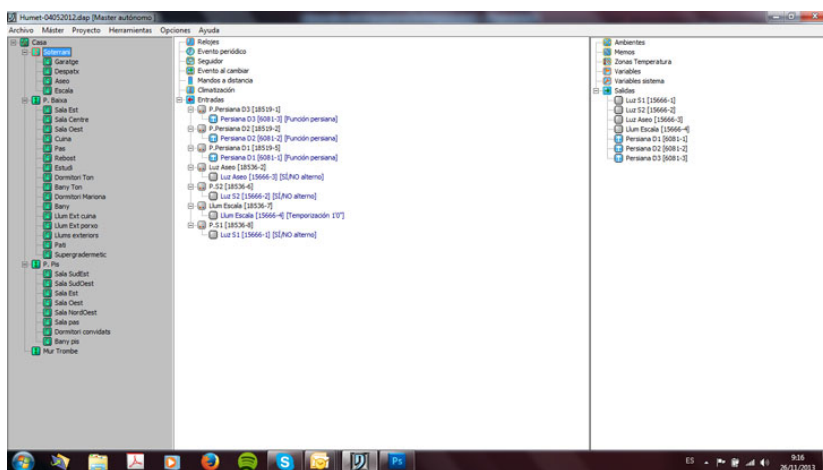 Humet-04052012.dap [Master autónomo]
Archivo Máster Proyecto Herramientas Opciones Ayuda
Casa
Soterrani
Garatge
Despatx
Aseo
Escala
P. Baixa
Sala Est
Sala Centre
Sala Oest
Cuina
Pas
Rebost
Estudi
Dormitori Ton
Bany Ton
Dormitori Mariona
Bany
Llum Ext cuina
Llum Ext porxo
Llums exteriors
Pati
Supergradermetic
P. Pis
Sala SudEst
Sala SudOest
Sala Est
Sala Oest
Sala NordOest
Sala pas
Dormitori convidats
Bany pis
Mur Trombe
Relojes
Evento periódico
Seguidor
Evento al cambiar
Mandos a distancia
Climatización
Entradas
P.Persiana D3 [18519-1]
Persiana D3 [6081-3] [Función persiana]
P.Persiana D2 [18519-2]
Persiana D2 [6081-2] [Función persiana]
P.Persiana D1 [18519-5]
Persiana D1 [6081-1] [Función persiana]
Luz Aseo [18536-2]
Luz Aseo [15666-3] [SÍ/NO alterno]
P.S2 [18536-6]
Luz S2 [15666-2] [SÍ/NO alterno]
Llum Escala [18536-7]
Llum Escala [15666-4] [Temporización 1'0"]
P.S1 [18536-8]
Luz S1 [15666-1] [SÍ/NO alterno]
Ambientes
Memos
Zonas Temperatura
Variables
Variables sistema
Salidas
Luz S1 [15666-1]
Luz S2 [15666-2]
Luz Aseo [15666-3]
Llum Escala [15666-4]
Persiana D1 [6081-1]
Persiana D2 [6081-2]
Persiana D3 [6081-3]
ES
9:16
26/11/2013